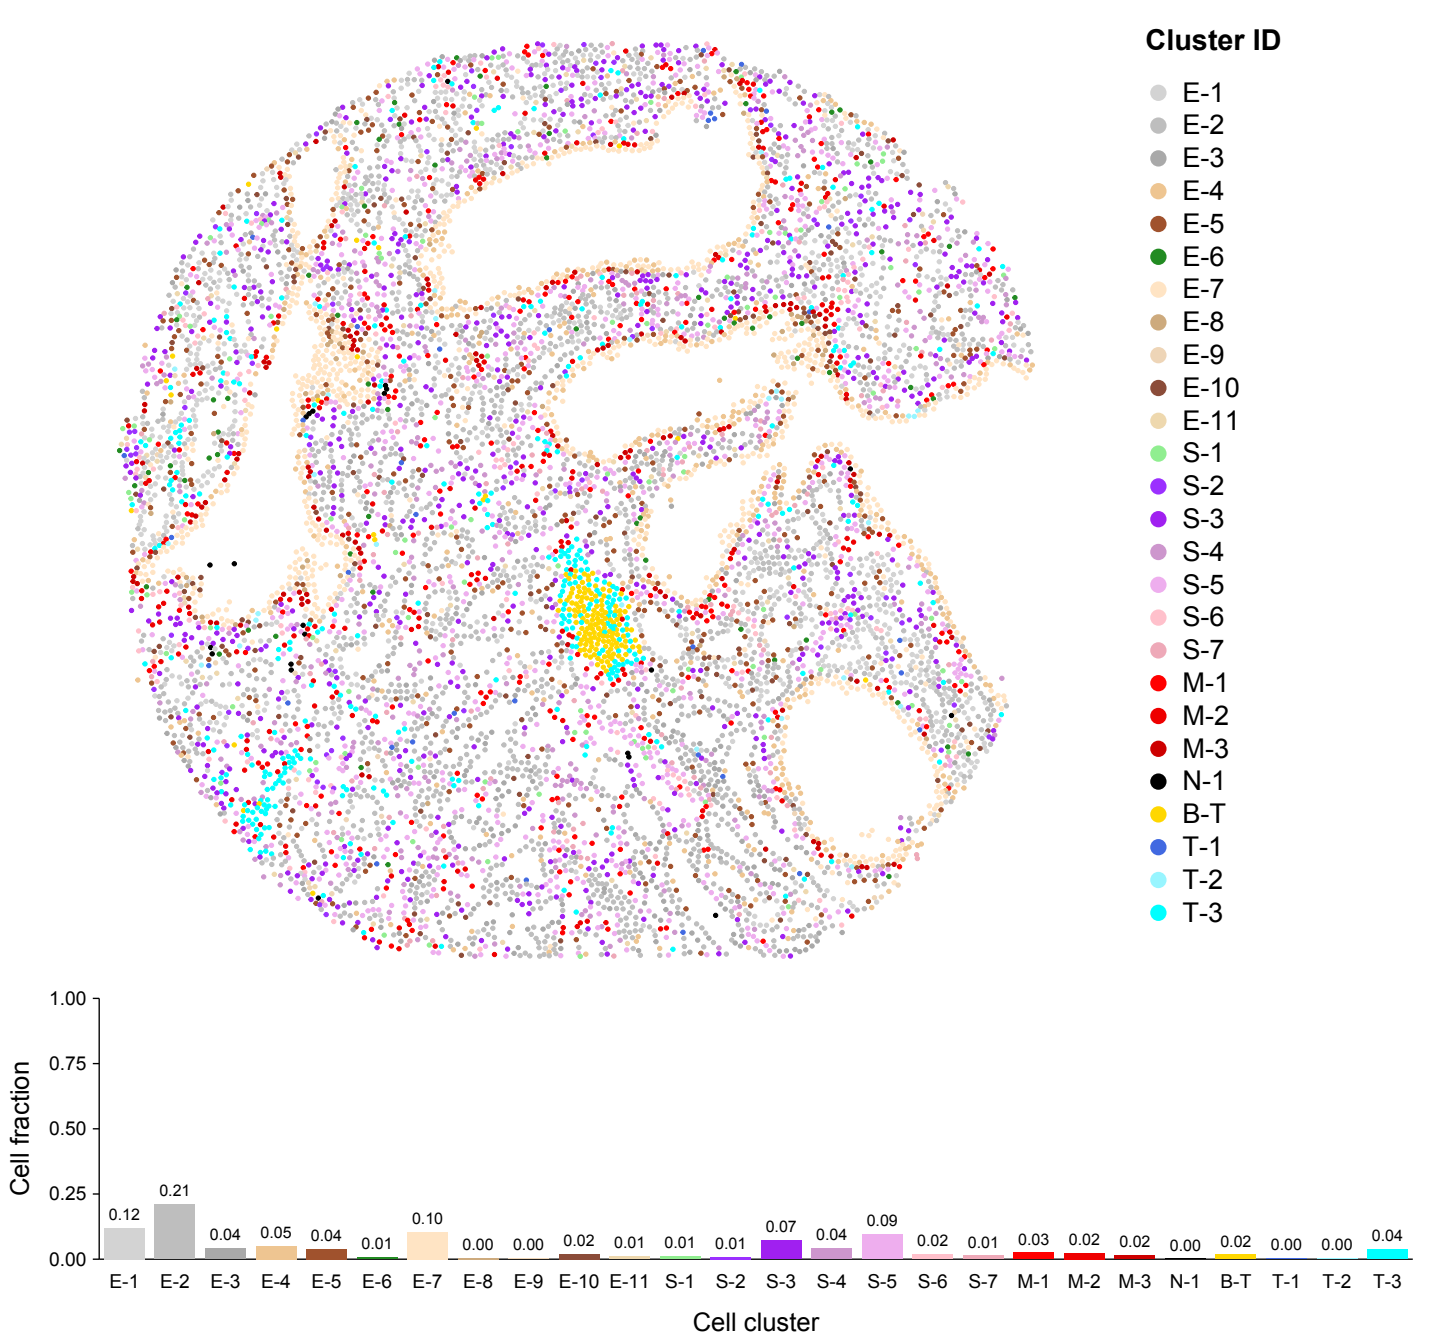 Cluster ID
E-1
E-2
E-3
E-4
E-5
E-6
E-7
E-8
E-9
E-10
E-11
S-1
S-2
S-3
S-4
S-5
S-6
S-7
M-1
M-2
M-3
N-1
B-T
T-1
T-2
T-3
Cell fraction
1.00
0.75
0.50
0.25
0.00
0.12 0.21 0.04 0.05 0.04 0.01 0.10 0.00 0.00 0.02 0.01 0.01 0.01 0.07 0.04 0.09 0.02 0.01 0.03 0.02 0.02 0.00 0.02 0.00 0.00 0.04
E-1 E-2 E-3 E-4 E-5 E-6 E-7 E-8 E-9 E-10 E-11 S-1 S-2 S-3 S-4 S-5 S-6 S-7 M-1 M-2 M-3 N-1 B-T T-1 T-2 T-3
Cell cluster